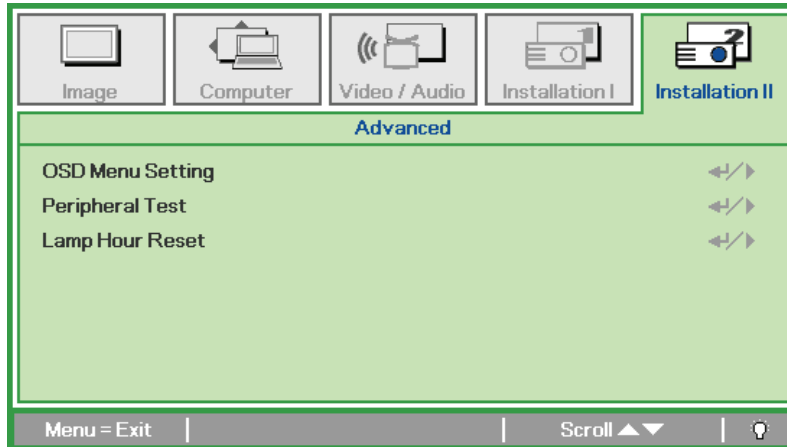 Image Computer Video / Audio Installation I Installation II
Advanced
OSD Menu Setting
Peripheral Test
Lamp Hour Reset
Menu = Exit Scroll